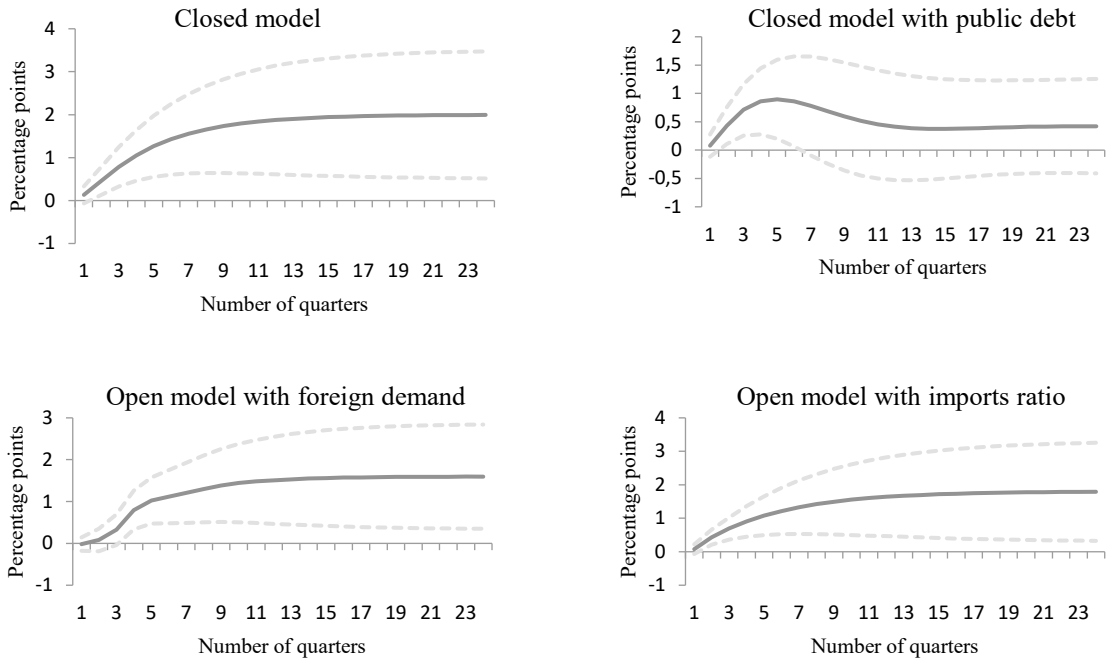 Closed model
Percentage points
4
3
2
1
0
-1
1 3 5 7 9 11 13 15 17 19 21 23
Number of quarters
Closed model with public debt
Percentage points
2
1,5
1
0,5
0
-0,5
-1
1 3 5 7 9 11 13 15 17 19 21 23
Number of quarters
Open model with foreign demand
Percentage points
3
2
1
0
-1
1 3 5 7 9 11 13 15 17 19 21 23
Number of quarters
Open model with imports ratio
Percentage points
4
3
2
1
0
-1
1 3 5 7 9 11 13 15 17 19 21 23
Number of quarters